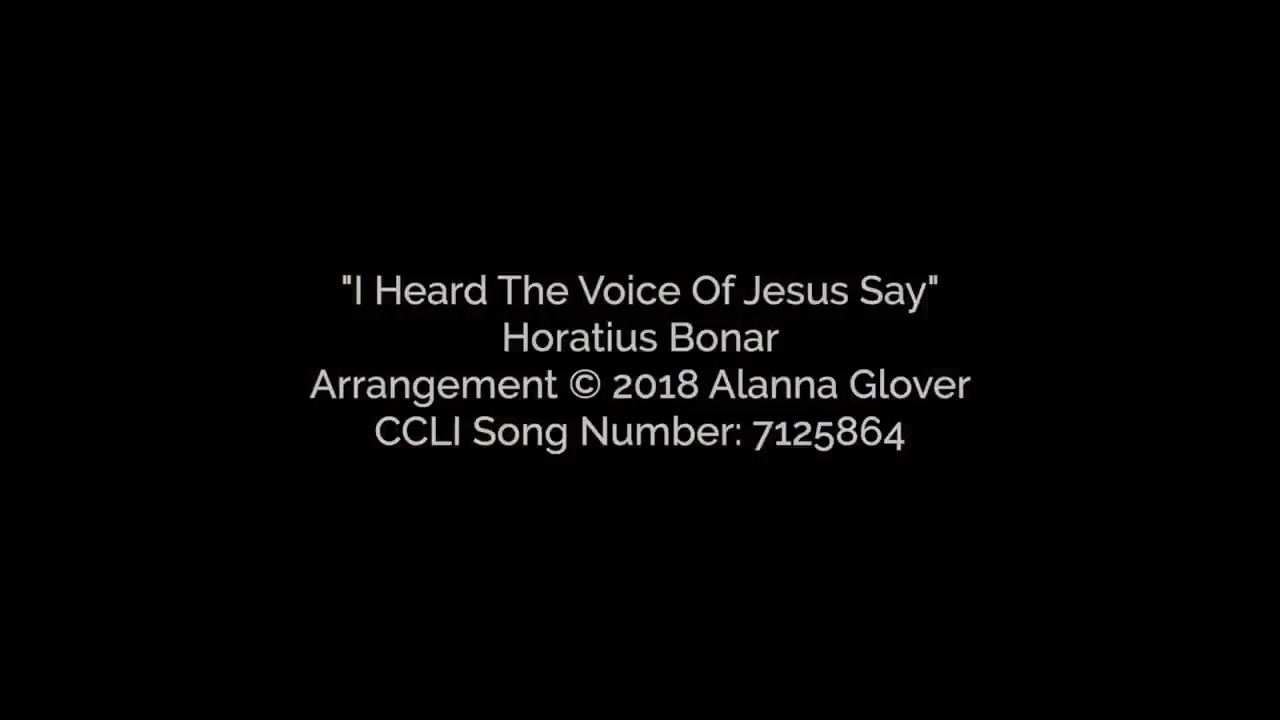 "I Heard The Voice Of Jesus Say"
Horatius Bonar
Arrangement © 2018 Alanna Glover
CCLI Song Number: 7125864